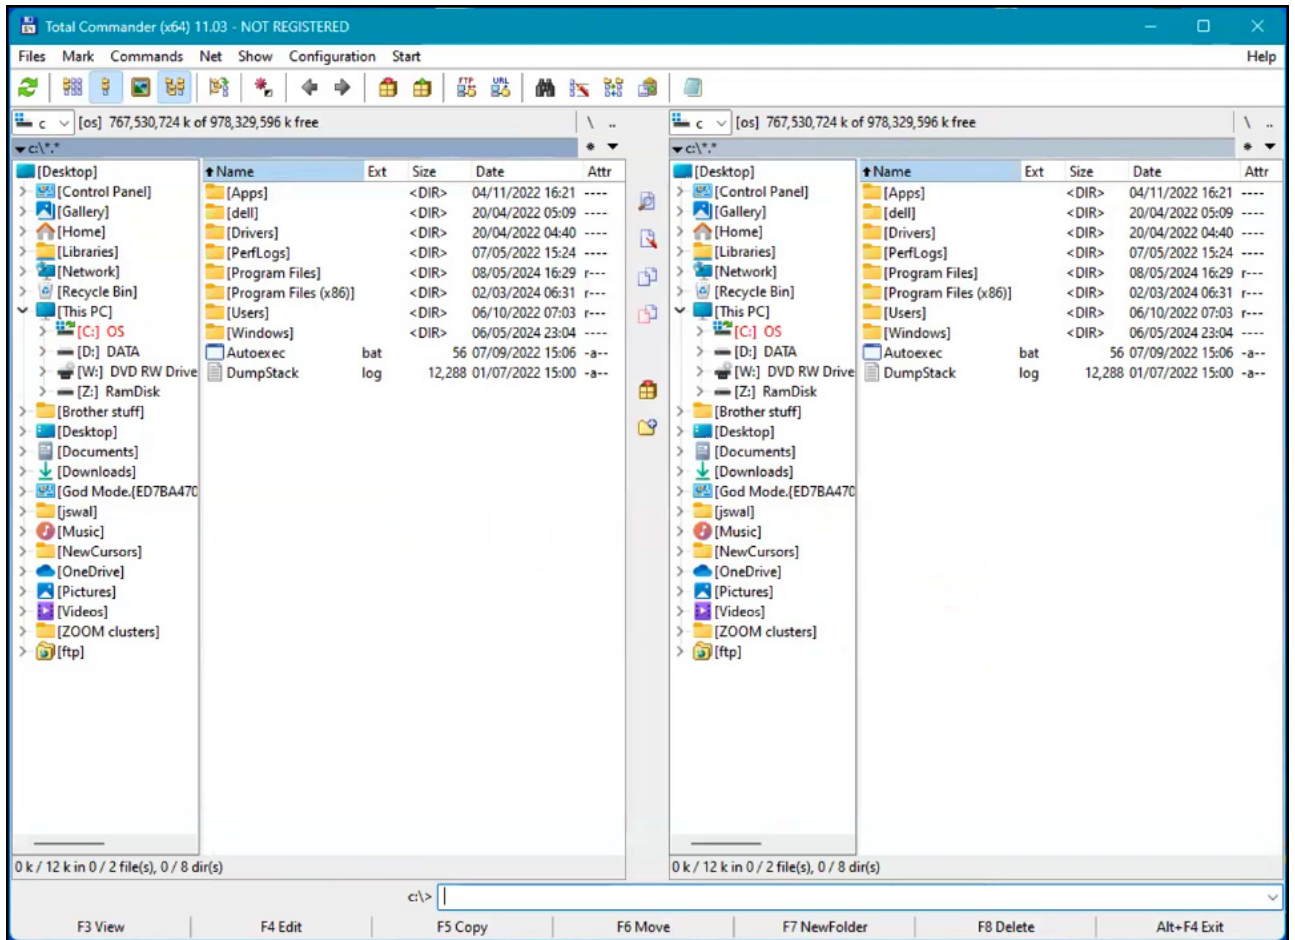 Total Commander (x64) 11.03 - NOT REGISTERED
Files Mark Commands Net Show Configuration Start Help
FTP URL
c [os] 767,530,724 k of 978,329,596 k free \ ..
c:\*.* * 
[Desktop]
[Control Panel]
[Gallery]
[Home]
[Libraries]
[Network]
[Recycle Bin]
[This PC]
[C:] OS
[D:] DATA
[W:] DVD RW Drive
[Z:] RamDisk
[Brother stuff]
[Desktop]
[Documents]
[Downloads]
[God Mode.{ED7BA470
[jswal]
[Music]
[NewCursors]
[OneDrive]
[Pictures]
[Videos]
[ZOOM clusters]
[ftp]
Name Ext Size Date Attr
[Apps] <DIR> 04/11/2022 16:21 ----
[dell] <DIR> 20/04/2022 05:09 ----
[Drivers] <DIR> 20/04/2022 04:40 ----
[PerfLogs] <DIR> 07/05/2022 15:24 ----
[Program Files] <DIR> 08/05/2024 16:29 r---
[Program Files (x86)] <DIR> 02/03/2024 06:31 r---
[Users] <DIR> 06/10/2022 07:03 r---
[Windows] <DIR> 06/05/2024 23:04 ----
Autoexec bat 56 07/09/2022 15:06 -a--
DumpStack log 12,288 01/07/2022 15:00 -a--
0 k / 12 k in 0 / 2 file(s), 0 / 8 dir(s)
c [os] 767,530,724 k of 978,329,596 k free \ ..
c:\*.* *
[Desktop]
[Control Panel]
[Gallery]
[Home]
[Libraries]
[Network]
[Recycle Bin]
[This PC]
[C:] OS
[D:] DATA
[W:] DVD RW Drive
[Z:] RamDisk
[Brother stuff]
[Desktop]
[Documents]
[Downloads]
[God Mode.{ED7BA470
[jswal]
[Music]
[NewCursors]
[OneDrive]
[Pictures]
[Videos]
[ZOOM clusters]
[ftp]
Name Ext Size Date Attr
[Apps] <DIR> 04/11/2022 16:21 ----
[dell] <DIR> 20/04/2022 05:09 ----
[Drivers] <DIR> 20/04/2022 04:40 ----
[PerfLogs] <DIR> 07/05/2022 15:24 ----
[Program Files] <DIR> 08/05/2024 16:29 r---
[Program Files (x86)] <DIR> 02/03/2024 06:31 r---
[Users] <DIR> 06/10/2022 07:03 r---
[Windows] <DIR> 06/05/2024 23:04 ----
Autoexec bat 56 07/09/2022 15:06 -a--
DumpStack log 12,288 01/07/2022 15:00 -a--
0 k / 12 k in 0 / 2 file(s), 0 / 8 dir(s)
c:\>
F3 View F4 Edit F5 Copy F6 Move F7 NewFolder F8 Delete Alt+F4 Exit